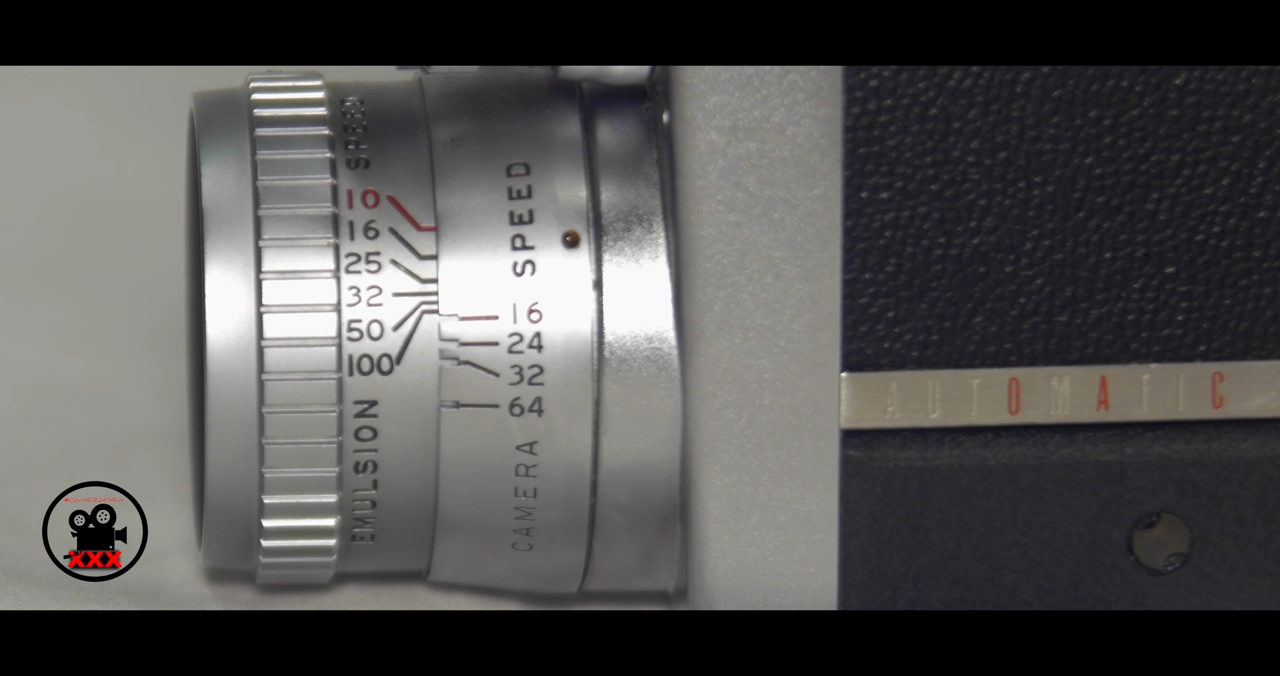 EMULSION SPEED
10
16
25
32
50
100
CAMERA SPEED
16
24
32
64
AUTOMATIC
XXX